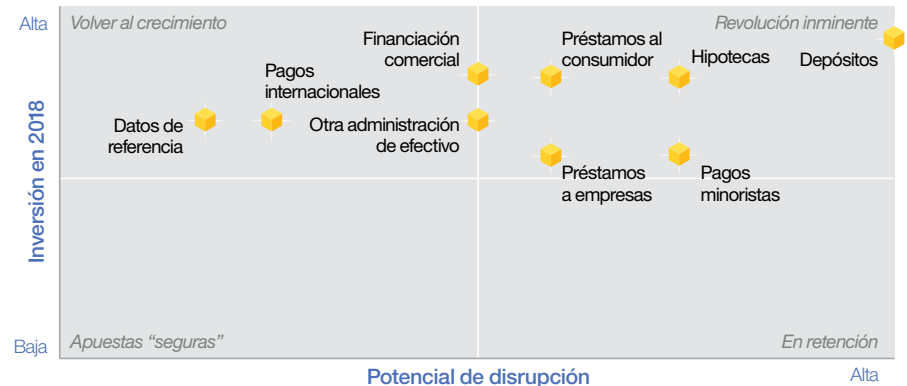 Alta
Volver al crecimiento
Revolución inminente
Financiación
comercial
Préstamos al
consumidor
Hipotecas
Depósitos
Pagos
internacionales
Datos de
referencia
Otra administración
de efectivo
Préstamos
a empresas
Pagos
minoristas
Inversión en 2018
Apuestas “seguras”
En retención
Baja
Potencial de disrupción
Alta